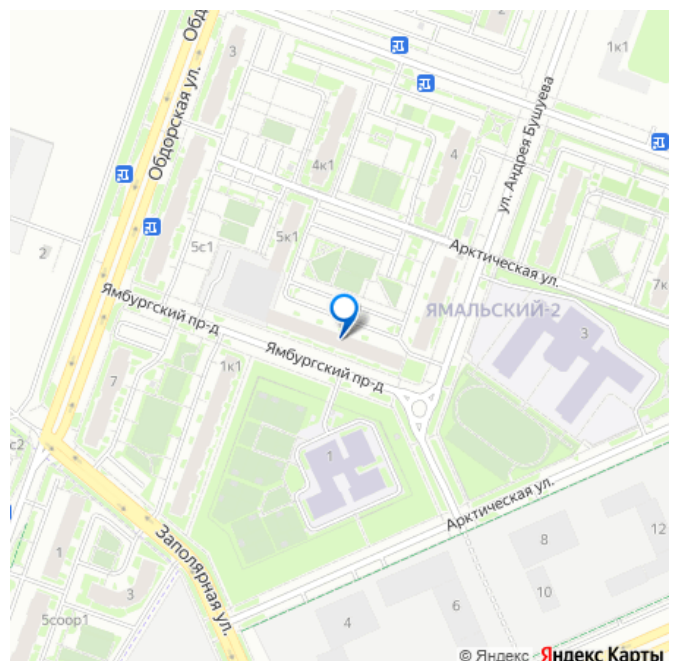 Обд
1к1
3
Обдорская ул.
ул. Андрея Бушуева
4к1
4
5к1
5с1
2
Арктическая ул.
7к
Ямбургский пр-д
ЯМАЛЬСКИЙ-2
3
Ямбургский пр-д
1к1
7
с2
1
Арктическая ул.
Заполярная ул.
12
8
1
10
3
6
5соор1
4
© Яндекс Яндекс Карты